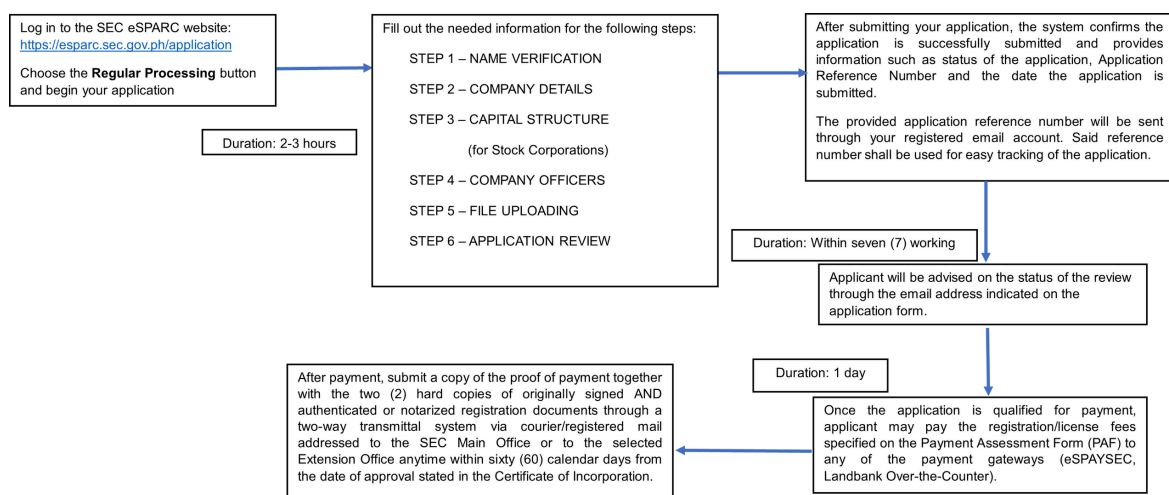 Log in to the SEC eSPARC website:
https://esparc.sec.gov.ph/application
Choose the Regular Processing button
and begin your application
Duration: 2-3 hours
Fill out the needed information for the following steps:
STEP 1 – NAME VERIFICATION
STEP 2 – COMPANY DETAILS
STEP 3 – CAPITAL STRUCTURE
(for Stock Corporations)
STEP 4 – COMPANY OFFICERS
STEP 5 – FILE UPLOADING
STEP 6 – APPLICATION REVIEW
After submitting your application, the system confirms the
application is successfully submitted and provides
information such as status of the application, Application
Reference Number and the date the application is
submitted.
The provided application reference number will be sent
through your registered email account. Said reference
number shall be used for easy tracking of the application.
Duration: Within seven (7) working
Applicant will be advised on the status of the review
through the email address indicated on the
application form.
Duration: 1 day
Once the application is qualified for payment,
applicant may pay the registration/license fees
specified on the Payment Assessment Form (PAF) to
any of the payment gateways (eSPAYSEC,
Landbank Over-the-Counter).
After payment, submit a copy of the proof of payment together
with the two (2) hard copies of originally signed AND
authenticated or notarized registration documents through a
two-way transmittal system via courier/registered mail
addressed to the SEC Main Office or to the selected
Extension Office anytime within sixty (60) calendar days from
the date of approval stated in the Certificate of Incorporation.